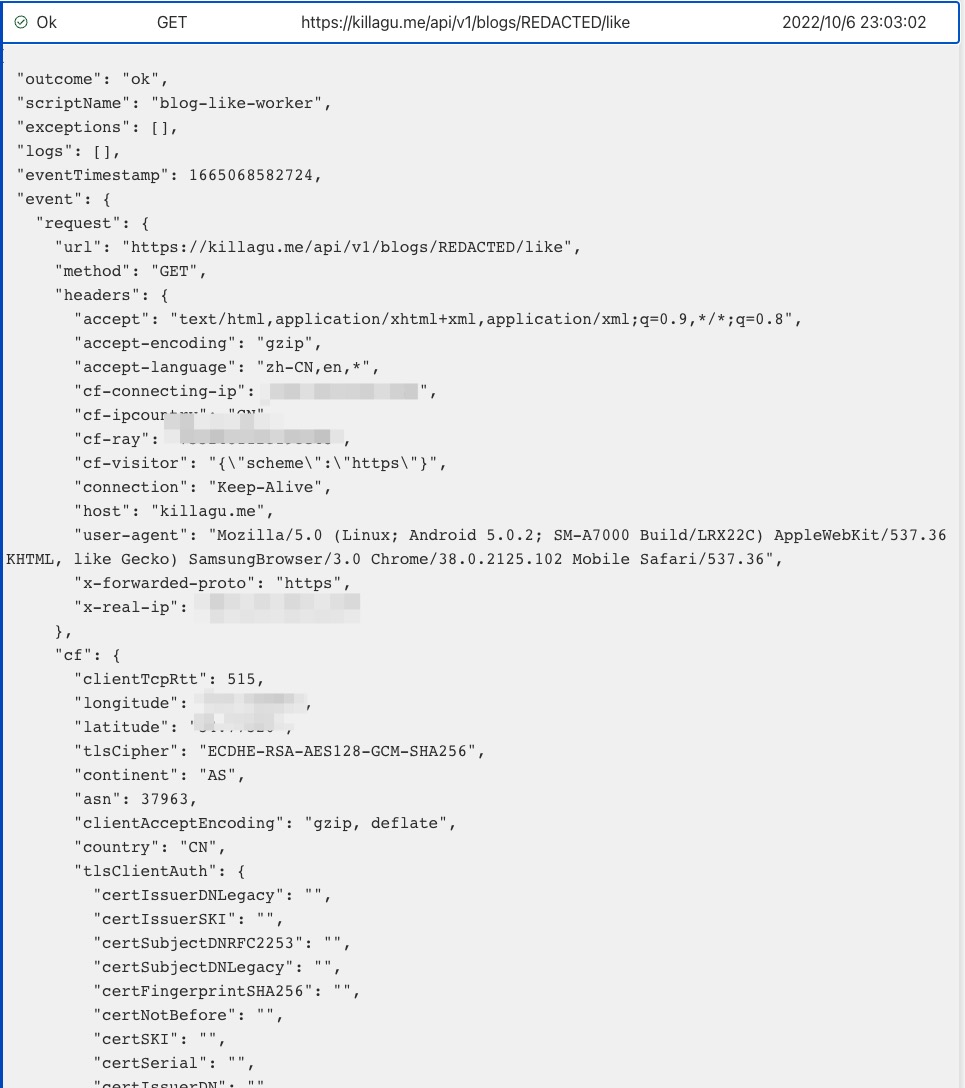 Ok GET https://killagu.me/api/v1/blogs/REDACTED/like 2022/10/6 23:03:02
"outcome": "ok",
"scriptName": "blog-like-worker",
"exceptions": [],
"logs": [],
"eventTimestamp": 1665068582724,
"event": {
"request": {
"url": "https://killagu.me/api/v1/blogs/REDACTED/like",
"method": "GET",
"headers": {
"accept": "text/html,application/xhtml+xml,application/xml;q=0.9,*/*;q=0.8",
"accept-encoding": "gzip",
"accept-language": "zh-CN,en,*",
"cf-connecting-ip": ",
"cf-ipcountry": "CN"
"cf-ray": ,
"cf-visitor": "{\"scheme\":\"https\"}",
"connection": "Keep-Alive",
"host": "killagu.me",
"user-agent": "Mozilla/5.0 (Linux; Android 5.0.2; SM-A7000 Build/LRX22C) AppleWebKit/537.36
KHTML, like Gecko) SamsungBrowser/3.0 Chrome/38.0.2125.102 Mobile Safari/537.36",
"x-forwarded-proto": "https",
"x-real-ip":
},
"cf": {
"clientTcpRtt": 515,
"longitude": ,
"latitude": ,
"tlsCipher": "ECDHE-RSA-AES128-GCM-SHA256",
"continent": "AS",
"asn": 37963,
"clientAcceptEncoding": "gzip, deflate",
"country": "CN",
"tlsClientAuth": {
"certIssuerDNLegacy": "",
"certIssuerSKI": "",
"certSubjectDNRFC2253": "",
"certSubjectDNLegacy": "",
"certFingerprintSHA256": "",
"certNotBefore": "",
"certSKI": "",
"certSerial": "",
"certIssuerDN": ""